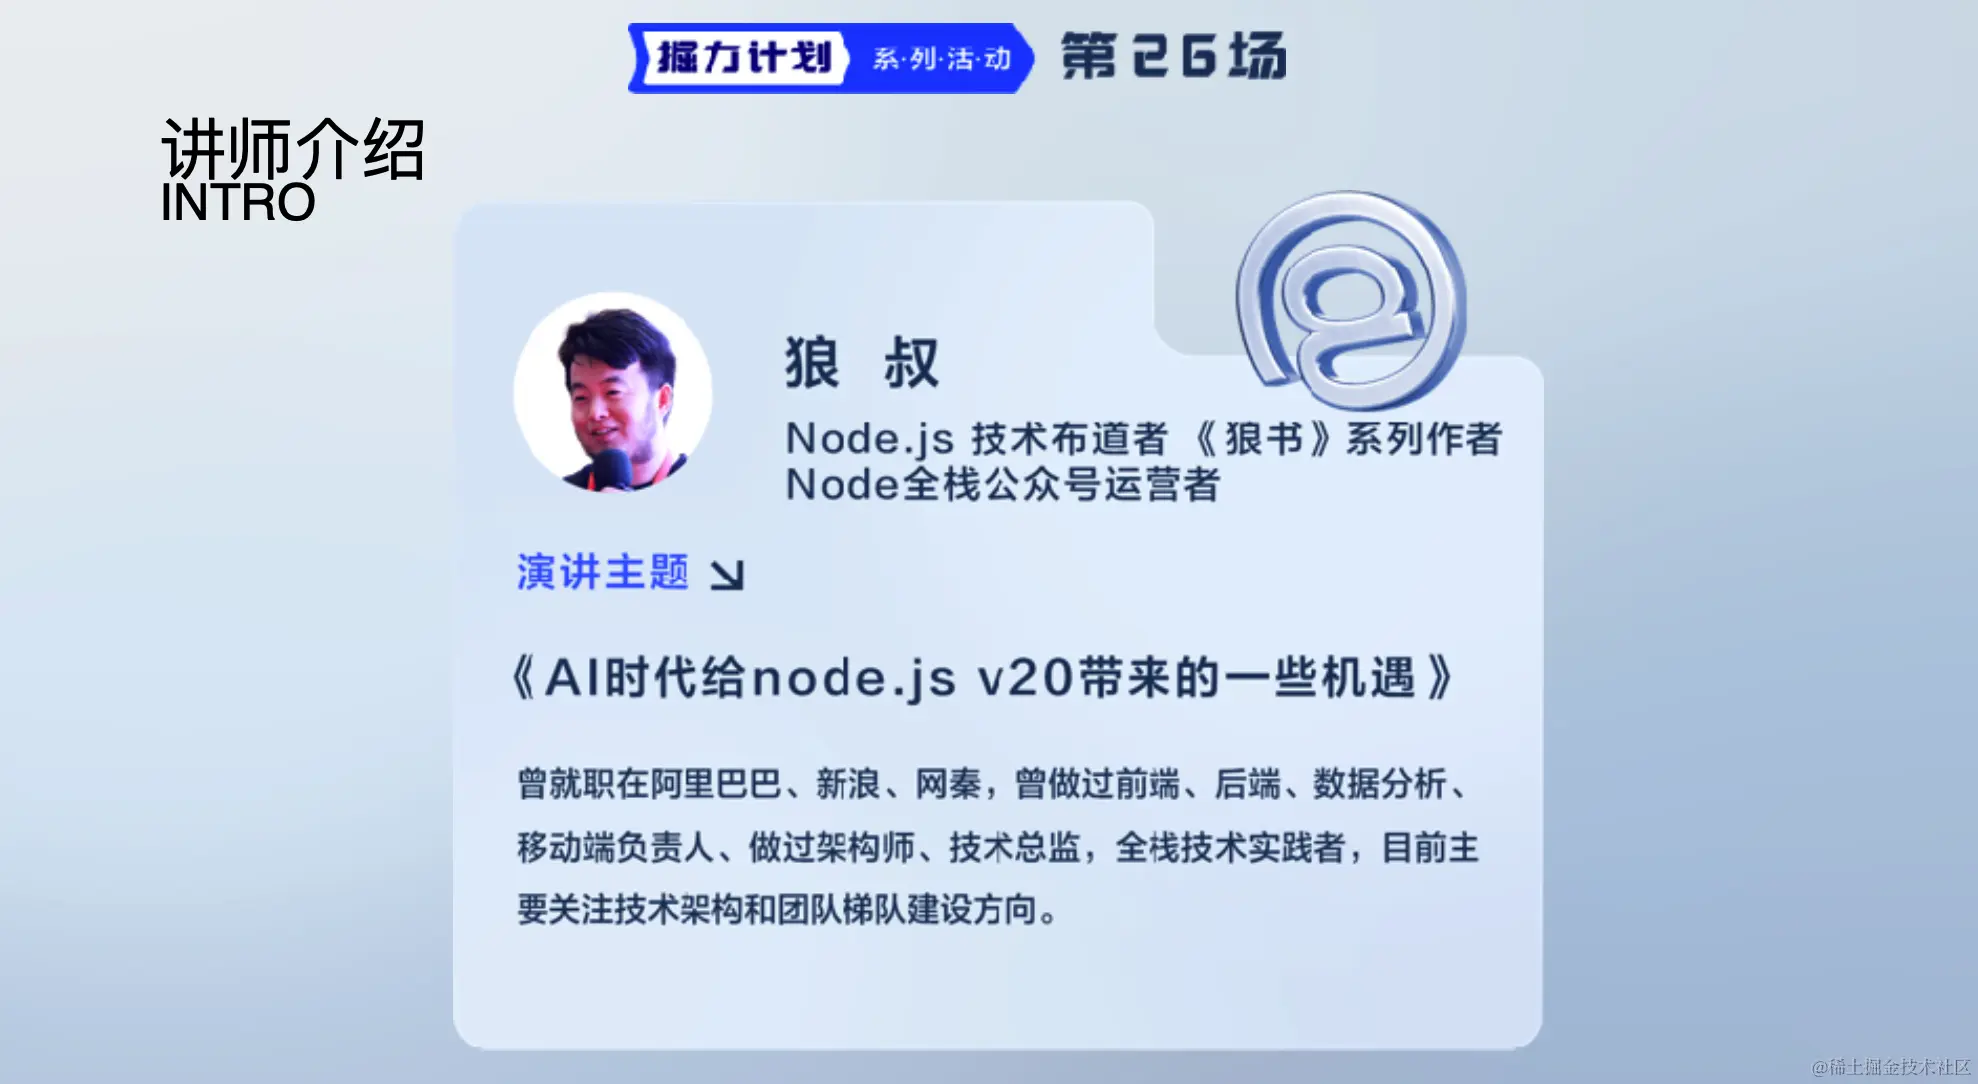 掘力计划 系·列·活·动 第26场
讲师介绍
INTRO
狼 叔
Node.js 技术布道者《狼书》系列作者
Node全栈公众号运营者
演讲主题
《AI时代给node.js v20带来的一些机遇》
曾就职在阿里巴巴、新浪、网秦，曾做过前端、后端、数据分析、
移动端负责人、做过架构师、技术总监，全栈技术实践者，目前主
要关注技术架构和团队梯队建设方向。
@稀土掘金技术社区